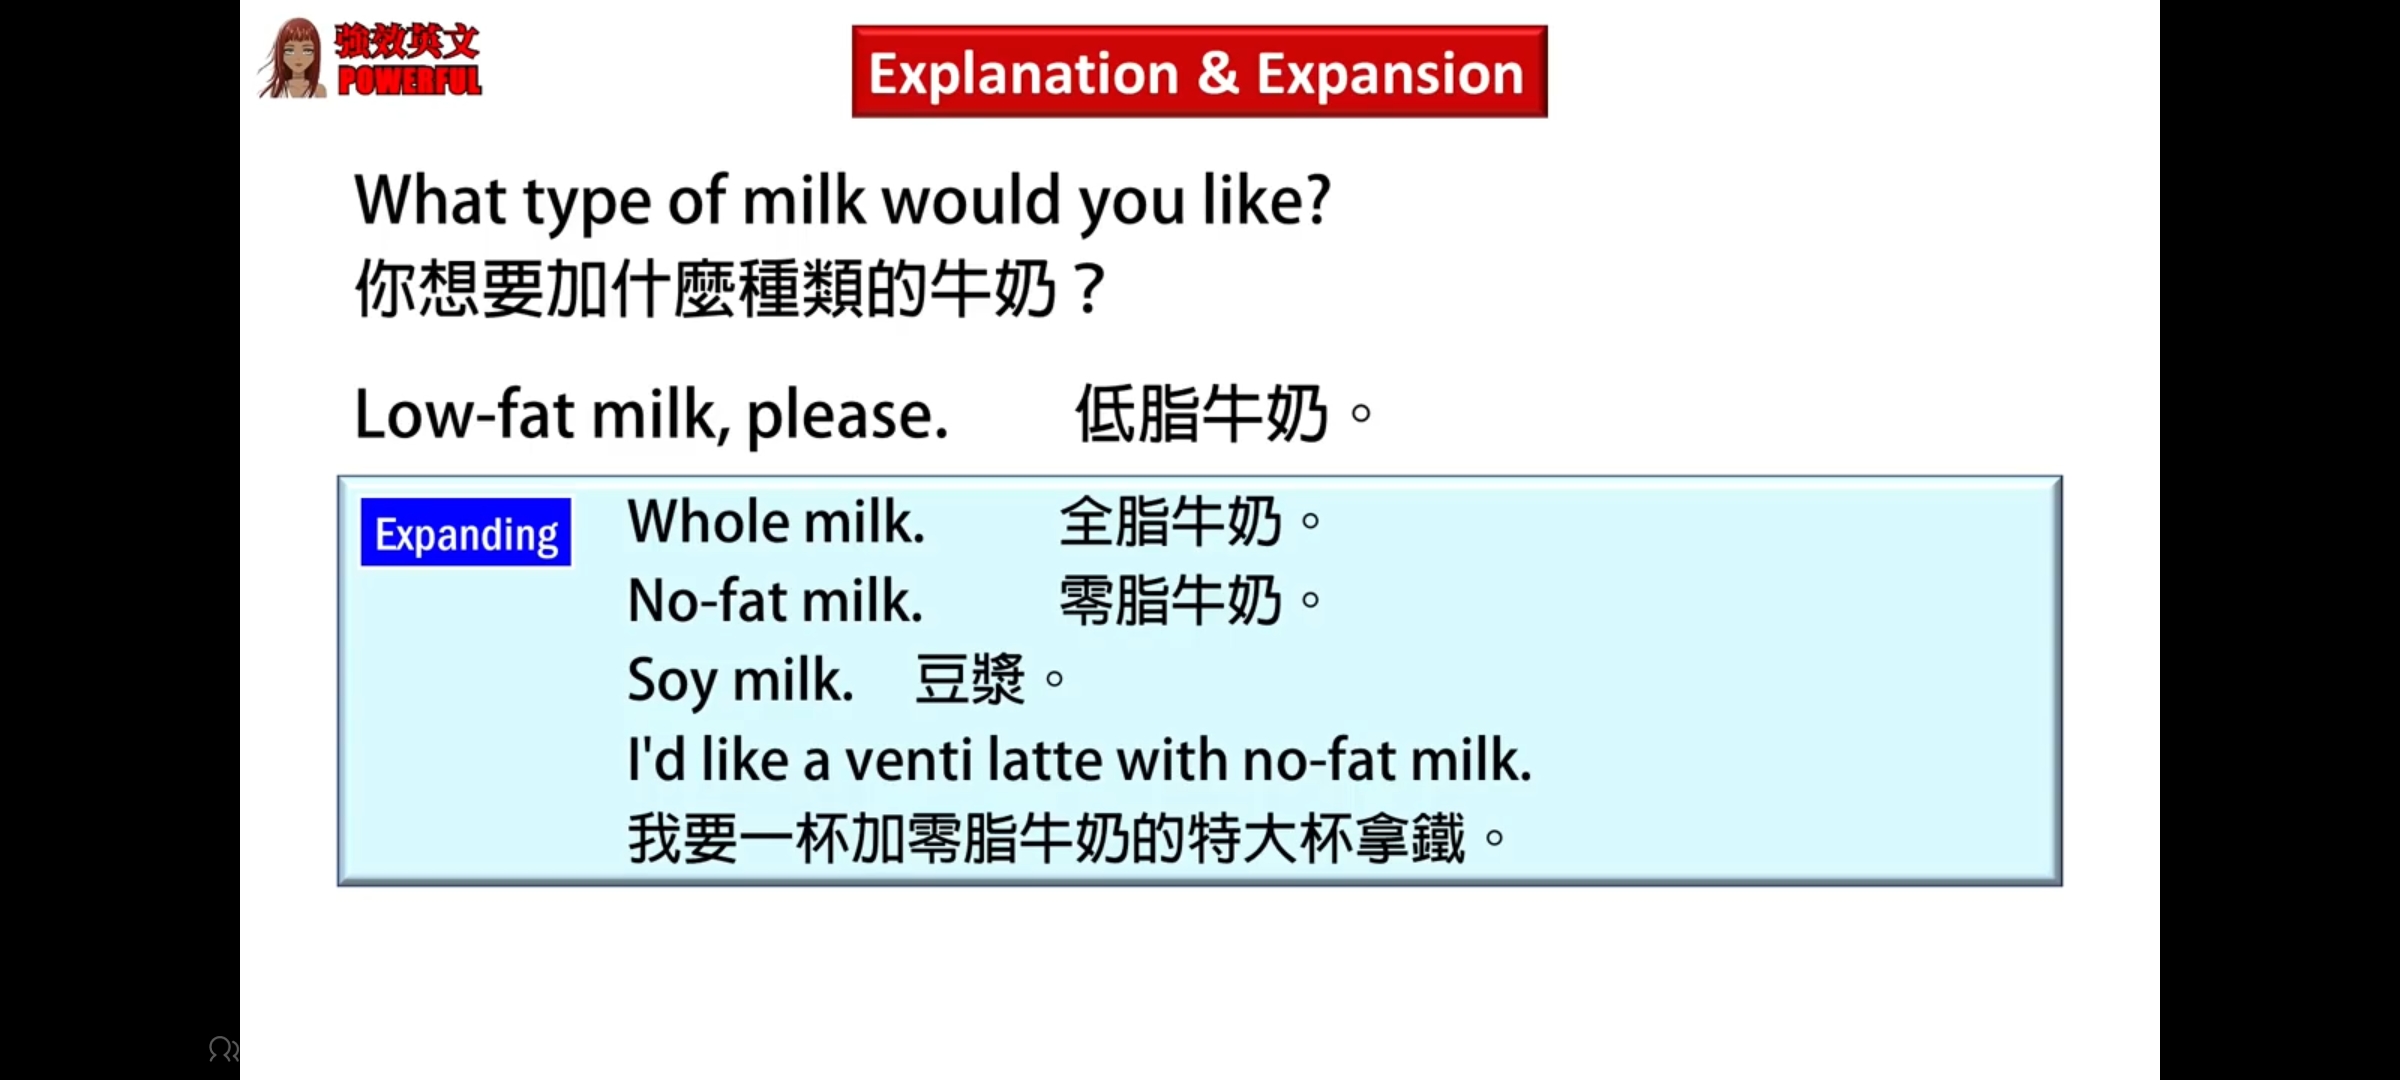 強效英文
POWERFUL
Explanation & Expansion
What type of milk would you like?
你想要加什麼種類的牛奶？
Low-fat milk, please. 低脂牛奶。
Expanding
Whole milk. 全脂牛奶。
No-fat milk. 零脂牛奶。
Soy milk. 豆漿。
I'd like a venti latte with no-fat milk.
我要一杯加零脂牛奶的特大杯拿鐵。